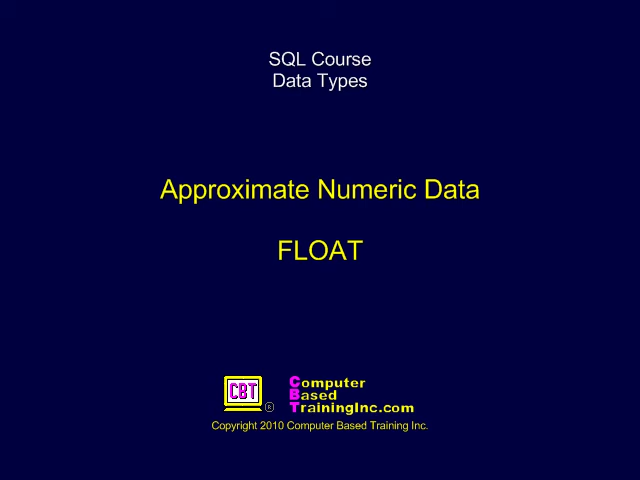 SQL Course
Data Types
Approximate Numeric Data
FLOAT
CBT ®
Computer
Based
TrainingInc.com
Copyright 2010 Computer Based Training Inc.